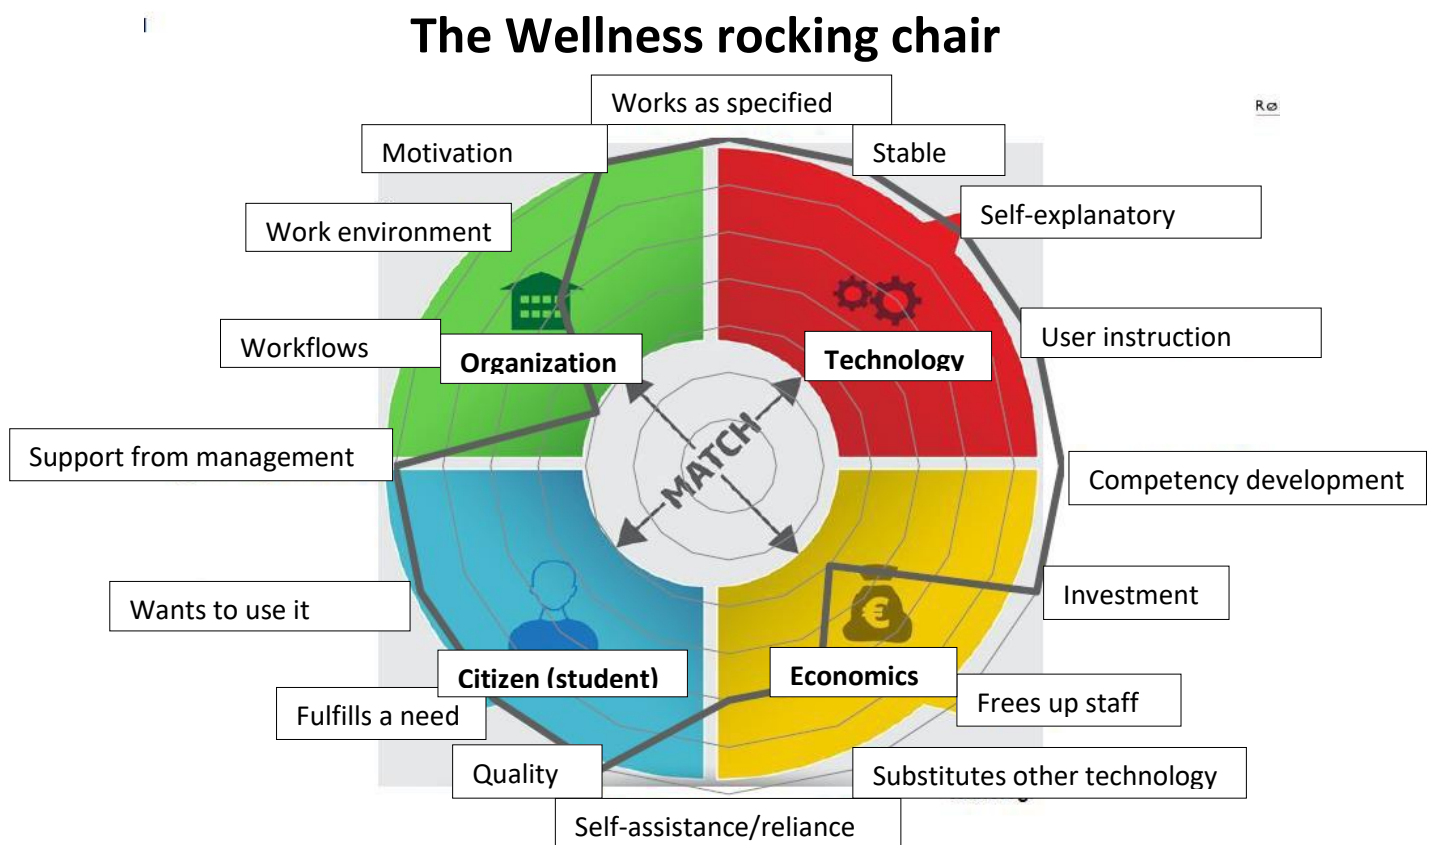 The Wellness rocking chair
Works as specified
RØ
Motivation
Stable
Self-explanatory
Work environment
User instruction
Workflows
Organization
Technology
MATCH
Support from management
Competency development
€
Investment
Wants to use it
Citizen (student)
Economics
Frees up staff
Fulfills a need
Quality
Substitutes other technology
Self-assistance/reliance